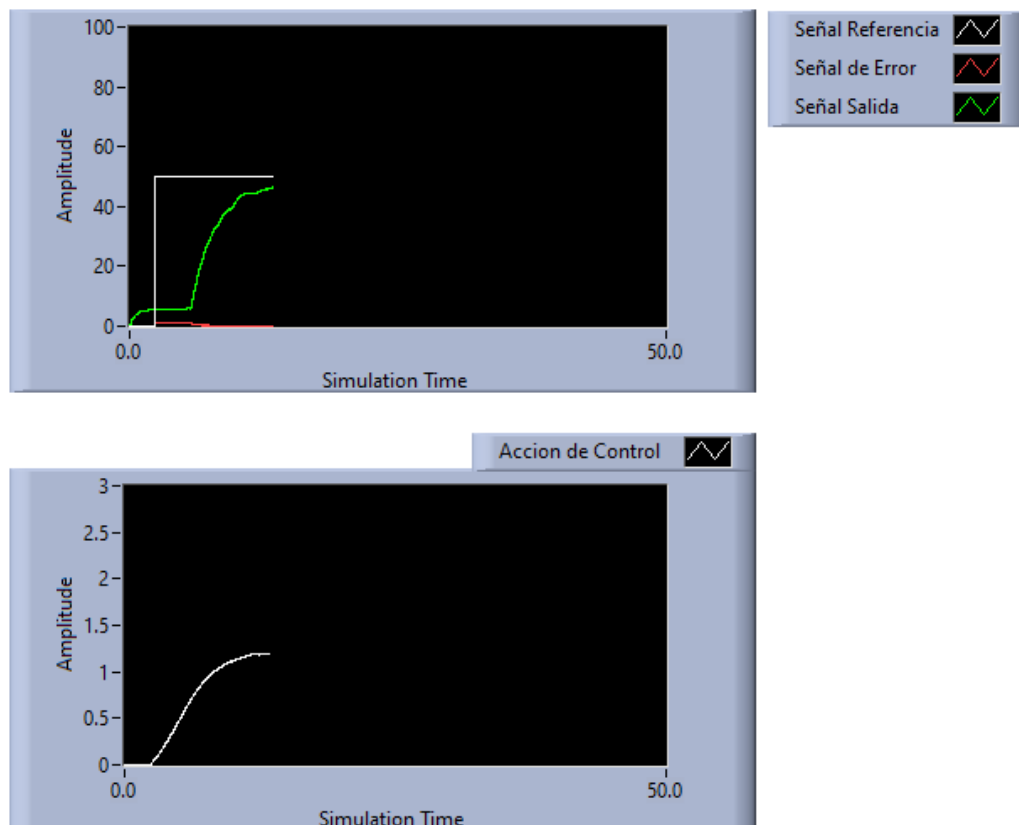 100
80
60
40
20
0
Amplitude
0.0
50.0
Simulation Time
Señal Referencia
Señal de Error
Señal Salida
Accion de Control
3
2.5
2
1.5
1
0.5
0
Amplitude
0.0
50.0
Simulation Time